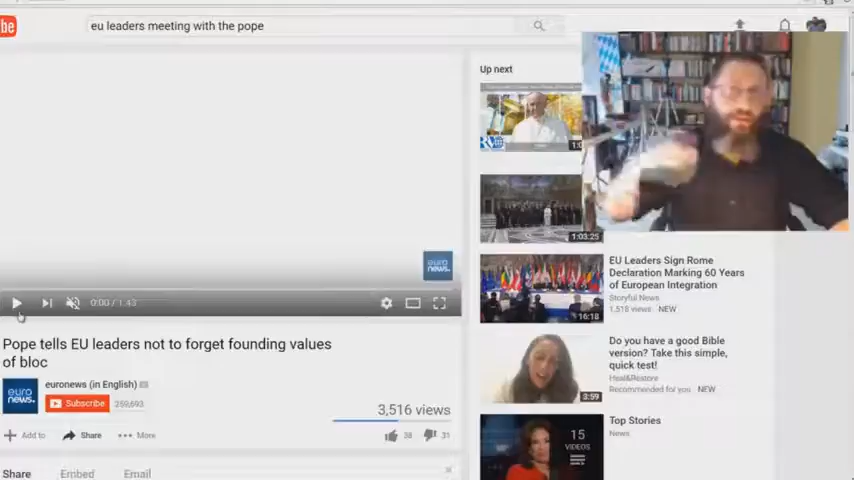 be
eu leaders meeting with the pope
Up next
EU Leaders Sign Rome
Declaration Marking 60 Years
of European Integration
Storyful News
1,518 views NEW
Do you have a good Bible
version? Take this simple,
quick test!
Heal&Restore
Recommended for you NEW
Top Stories
News
1:03:25
16:18
3:59
15
VIDEOS
euro
news.
0:00 / 1:43
Pope tells EU leaders not to forget founding values
of bloc
euro
news.
euronews (in English)
Subscribe
3,516 views
Add to
Share
More
38
31
Share
Embed
Email